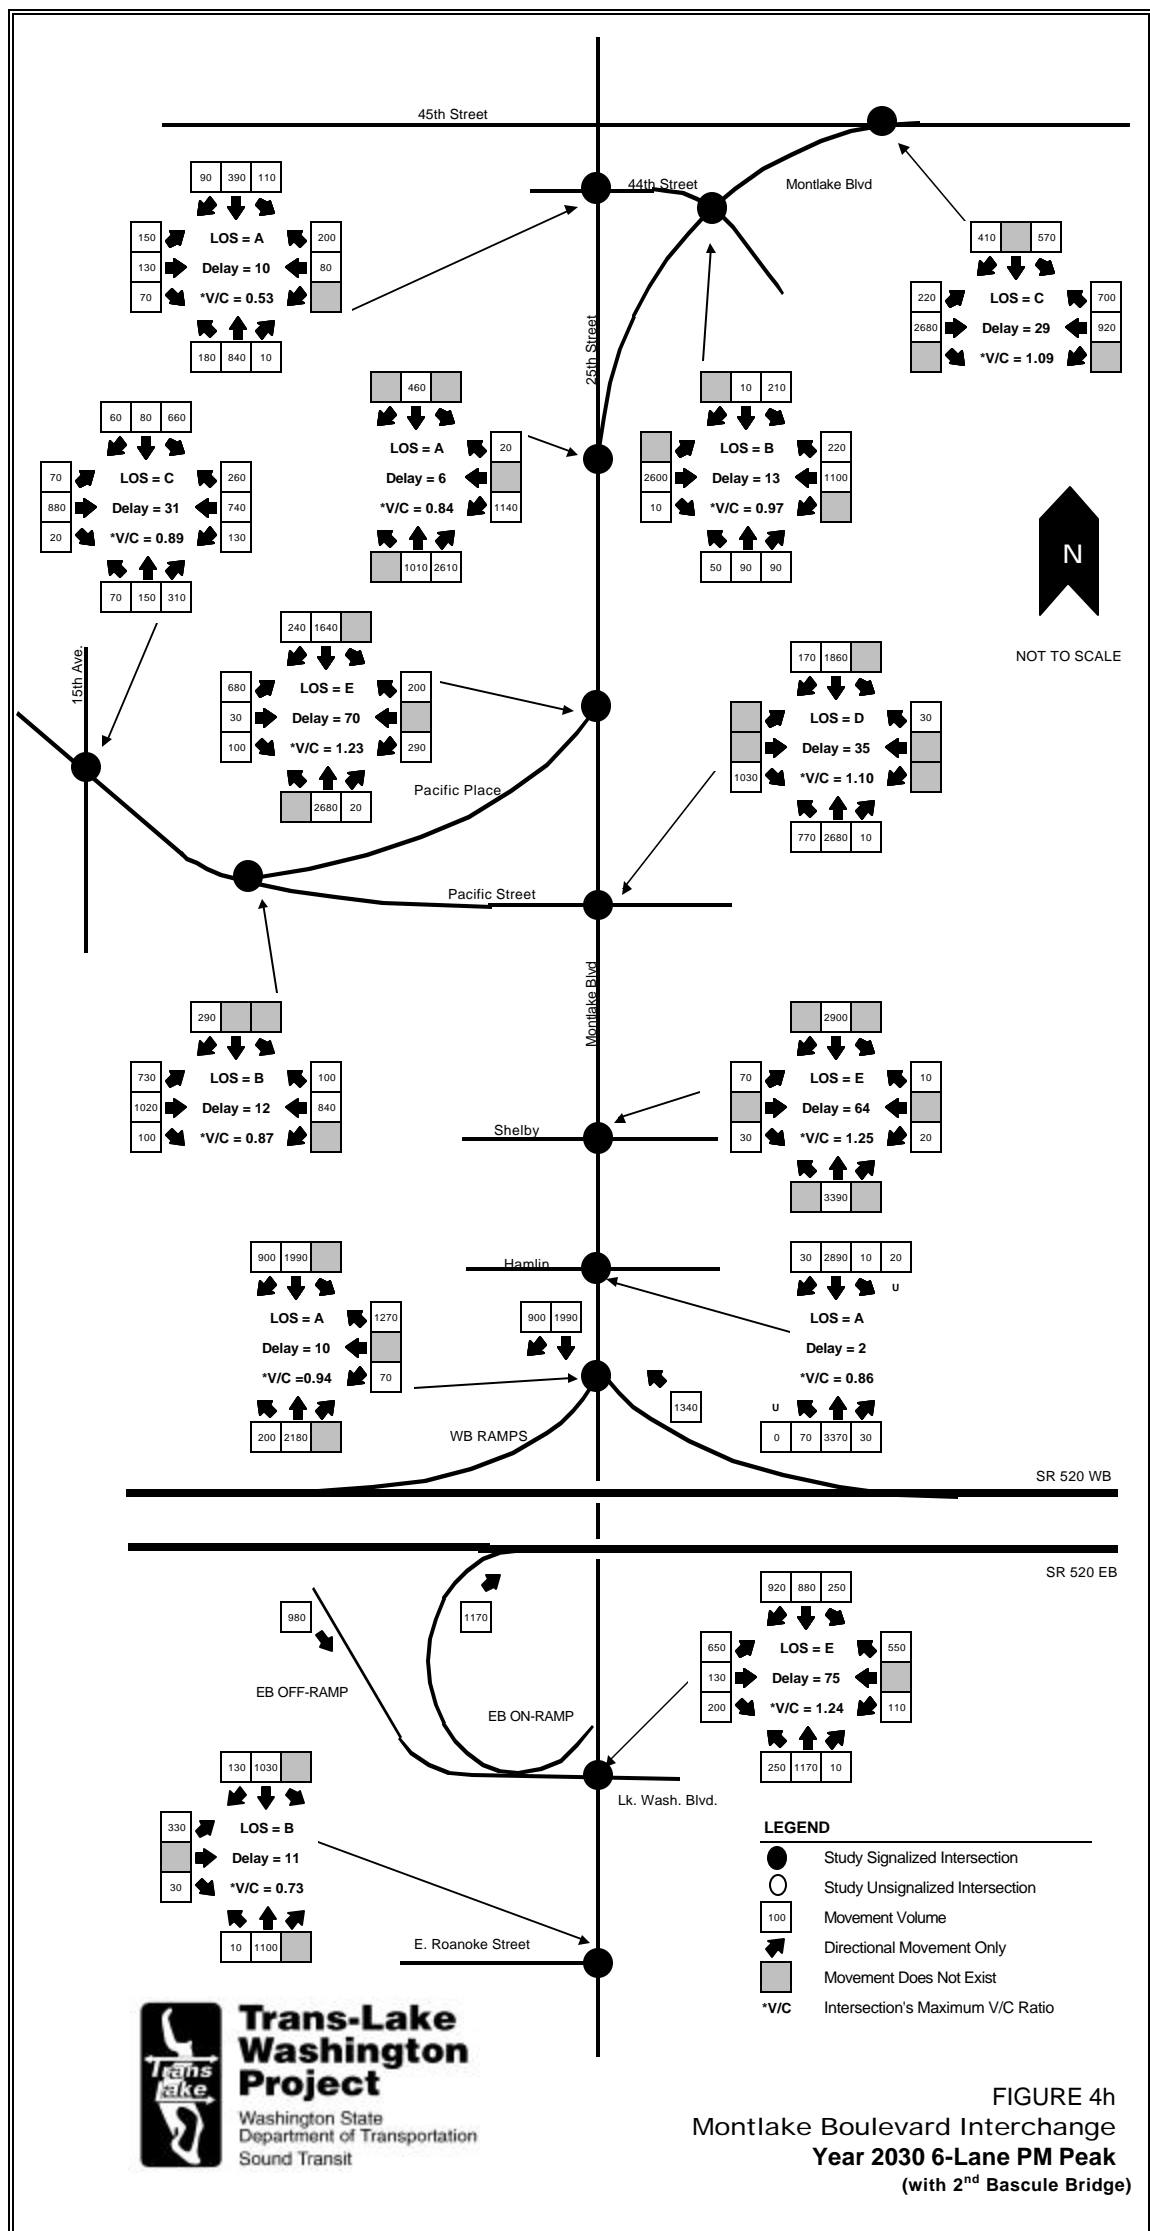 45th Street
44th Street
Montlake Blvd
25th Street
90 390 110
150 LOS = A 200
130 Delay = 10 80
70 *V/C = 0.53
180 840 10
410 570
220 LOS = C 700
2680 Delay = 29 920
*V/C = 1.09
460
LOS = A 20
Delay = 6
*V/C = 0.84 1140
1010 2610
10 210
LOS = B 220
2600 Delay = 13 1100
10 *V/C = 0.97
50 90 90
60 80 660
70 LOS = C 260
880 Delay = 31 740
20 *V/C = 0.89 130
70 150 310
N
NOT TO SCALE
15th Ave.
240 1640
680 LOS = E 200
30 Delay = 70
100 *V/C = 1.23 290
2680 20
170 1860
LOS = D 30
Delay = 35
1030 *V/C = 1.10
770 2680 10
Pacific Place
Pacific Street
Montlake Blvd
290
730 LOS = B 100
1020 Delay = 12 840
100 *V/C = 0.87
2900
70 LOS = E 10
Delay = 64
30 *V/C = 1.25 20
3390
Shelby
Hamlin
900 1990
LOS = A 1270
Delay = 10
*V/C =0.94 70
200 2180
900 1990
1340
30 2890 10 20
U
LOS = A
Delay = 2
*V/C = 0.86
U
0 70 3370 30
WB RAMPS
SR 520 WB
SR 520 EB
980
1170
EB OFF-RAMP
EB ON-RAMP
920 880 250
650 LOS = E 550
130 Delay = 75
200 *V/C = 1.24 110
250 1170 10
Lk. Wash. Blvd.
130 1030
330 LOS = B
Delay = 11
30 *V/C = 0.73
10 1100
E. Roanoke Street
LEGEND
Study Signalized Intersection
Study Unsignalized Intersection
100 Movement Volume
Directional Movement Only
Movement Does Not Exist
*V/C Intersection's Maximum V/C Ratio
Trans
Lake
Trans-Lake
Washington
Project
Washington State
Department of Transportation
Sound Transit
FIGURE 4h
Montlake Boulevard Interchange
Year 2030 6-Lane PM Peak
(with 2nd Bascule Bridge)